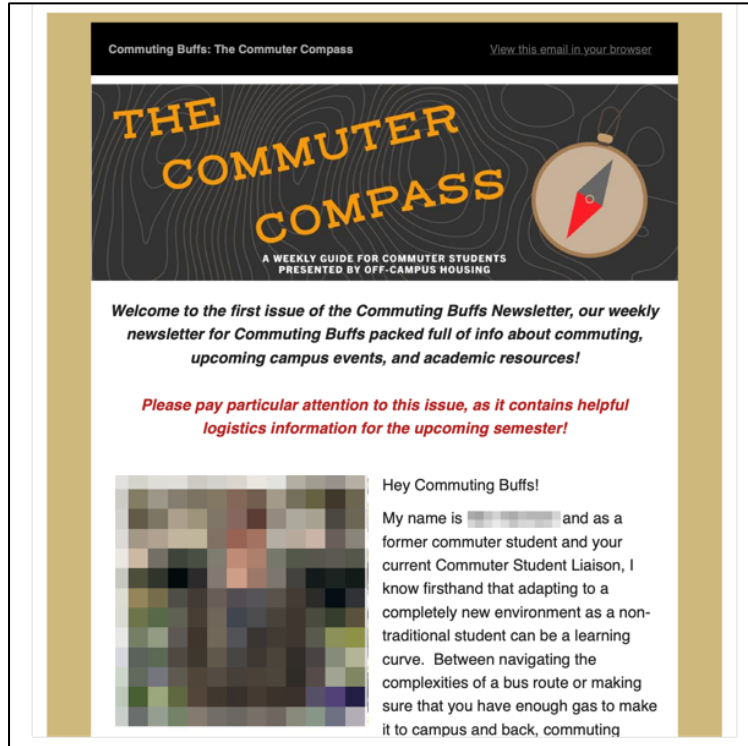 Commuting Buffs: The Commuter Compass
View this email in your browser
THE
COMMUTER
COMPASS
A WEEKLY GUIDE FOR COMMUTER STUDENTS
PRESENTED BY OFF-CAMPUS HOUSING
Welcome to the first issue of the Commuting Buffs Newsletter, our weekly
newsletter for Commuting Buffs packed full of info about commuting,
upcoming campus events, and academic resources!
Please pay particular attention to this issue, as it contains helpful
logistics information for the upcoming semester!
Hey Commuting Buffs!
My name is and as a
former commuter student and your
current Commuter Student Liaison, I
know firsthand that adapting to a
completely new environment as a non-
traditional student can be a learning
curve.  Between navigating the
complexities of a bus route or making
sure that you have enough gas to make
it to campus and back, commuting